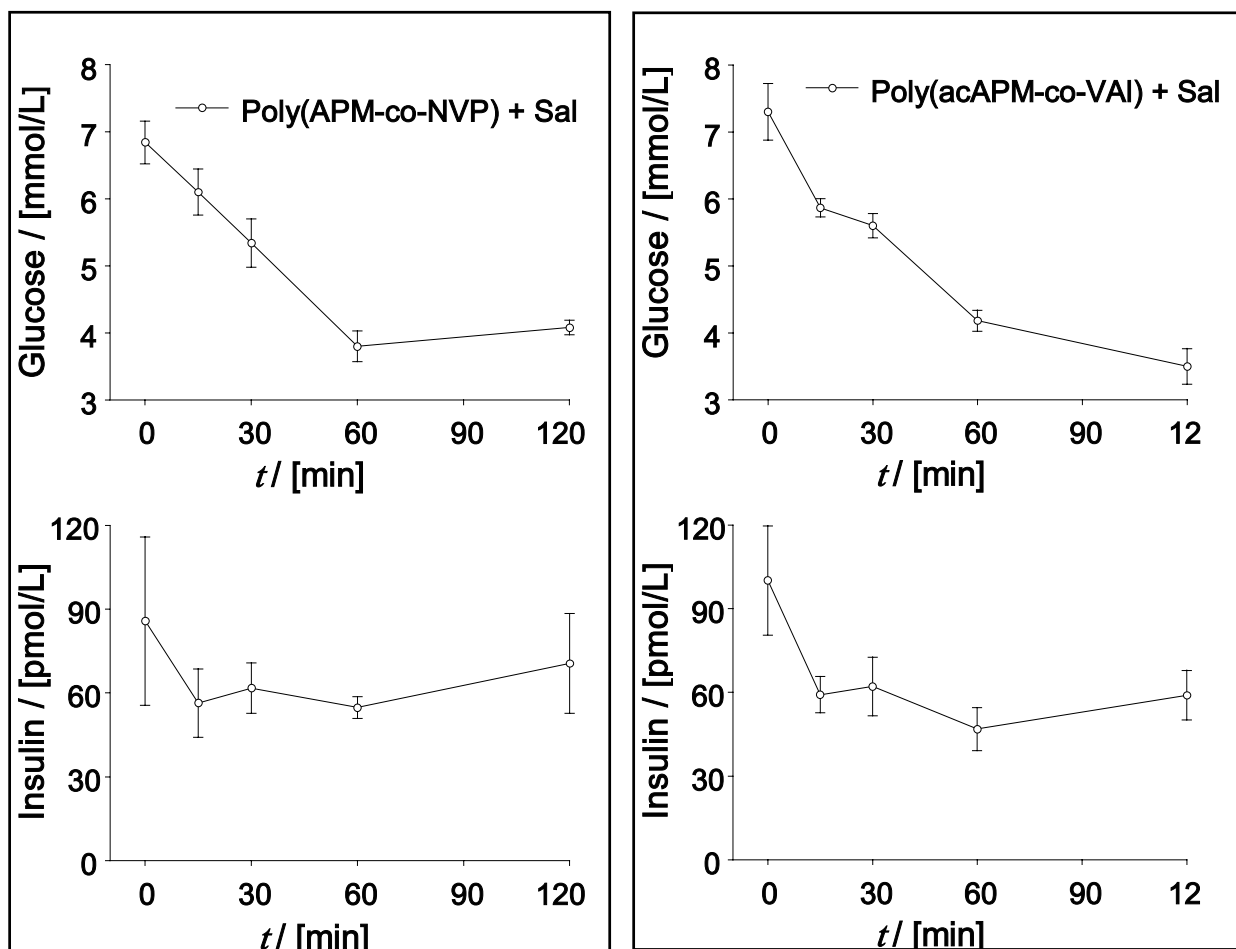 Glucose / [mmol/L]
8
7
6
5
4
3
Poly(APM-co-NVP) + Sal
0 30 60 90 120
t / [min]
Insulin / [pmol/L]
120
90
60
30
0
0 30 60 90 120
t / [min]
Glucose / [mmol/L]
8
7
6
5
4
3
Poly(acAPM-co-VAl) + Sal
0 30 60 90 12
t / [min]
Insulin / [pmol/L]
120
90
60
30
0
0 30 60 90 12
t / [min]